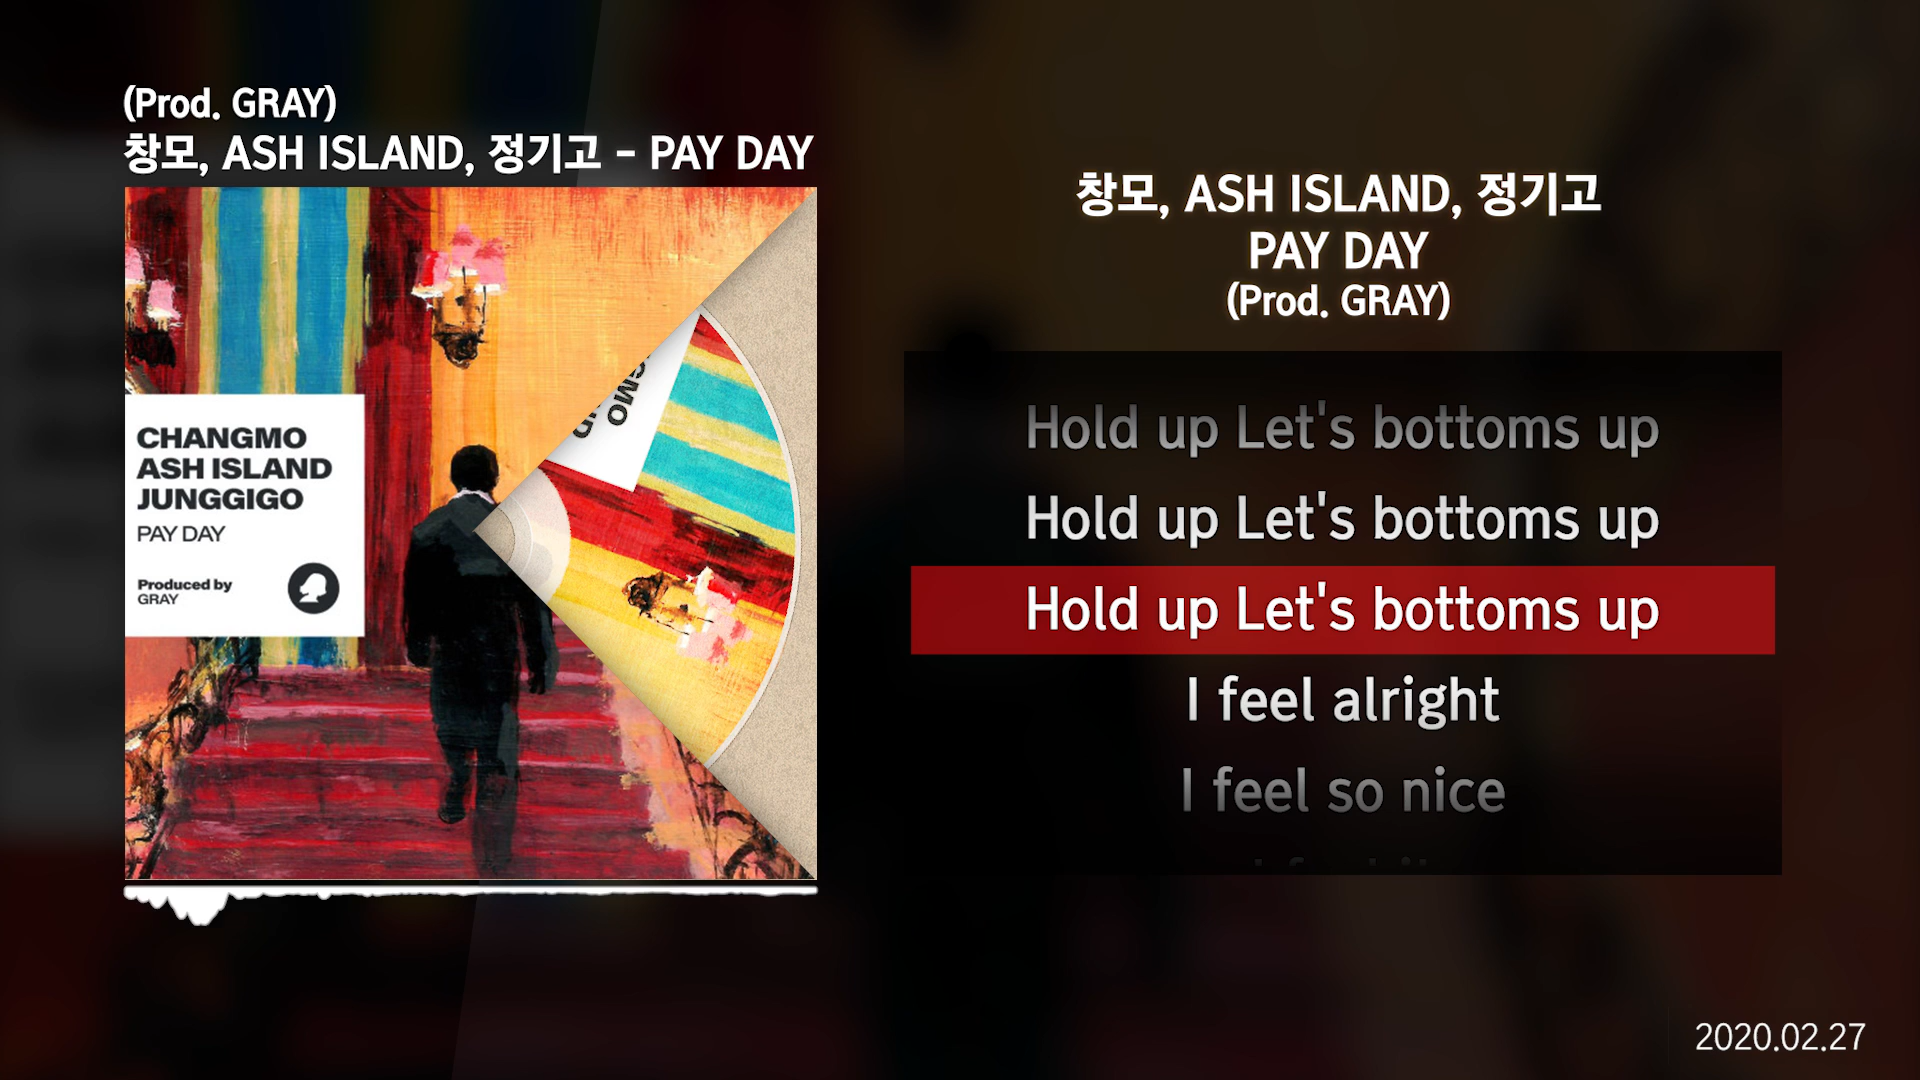 (Prod. GRAY)
창모, ASH ISLAND, 정기고 - PAY DAY
CHANGMO
ASH ISLAND
JUNGGIGO
PAY DAY
Produced by
GRAY
GMO
창모, ASH ISLAND, 정기고
PAY DAY
(Prod. GRAY)
Hold up Let's bottoms up
Hold up Let's bottoms up
Hold up Let's bottoms up
I feel alright
I feel so nice
2020.02.27